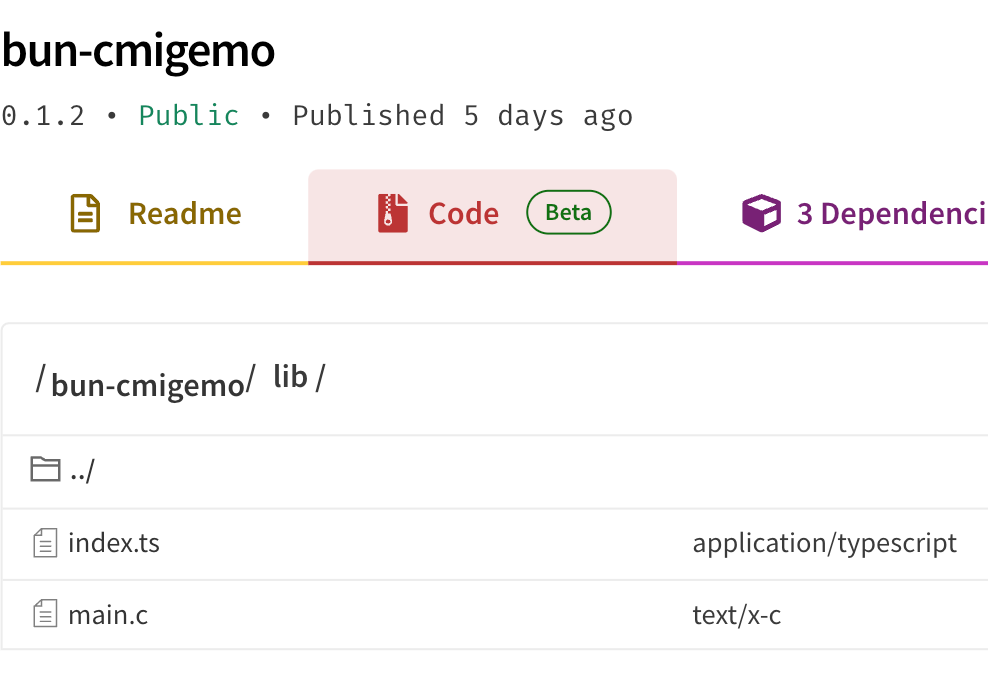 bun-cmigemo
0.1.2 • Public • Published 5 days ago
Readme Code Beta 3 Dependenci
/bun-cmigemo/ lib /
../
index.ts application/typescript
main.c text/x-c